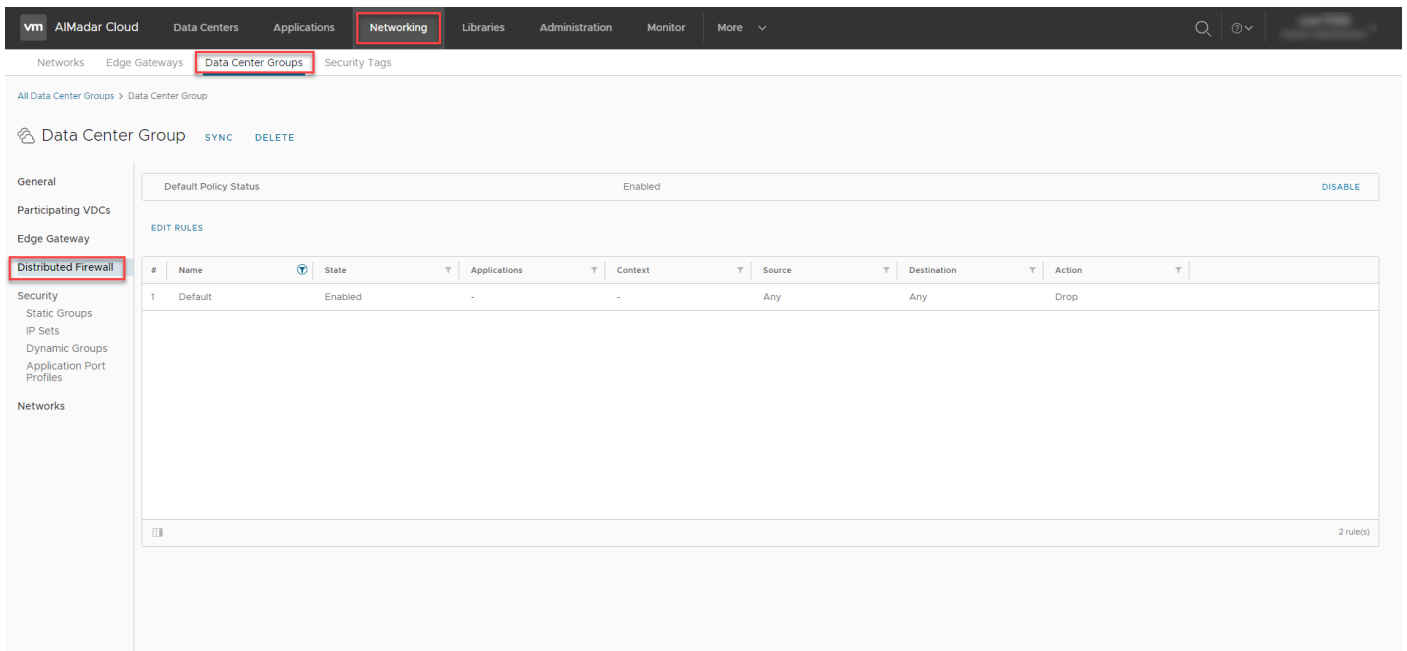 vm AlMadar Cloud Data Centers Applications Networking Libraries Administration Monitor More
Networks Edge Gateways Data Center Groups Security Tags
All Data Center Groups > Data Center Group
Data Center Group SYNC DELETE
General
Participating VDCs
Edge Gateway
Distributed Firewall
Security
Static Groups
IP Sets
Dynamic Groups
Application Port
Profiles
Networks
Default Policy Status Enabled DISABLE
EDIT RULES
# Name State Applications Context Source Destination Action
1 Default Enabled - - Any Any Drop
2 rule(s)